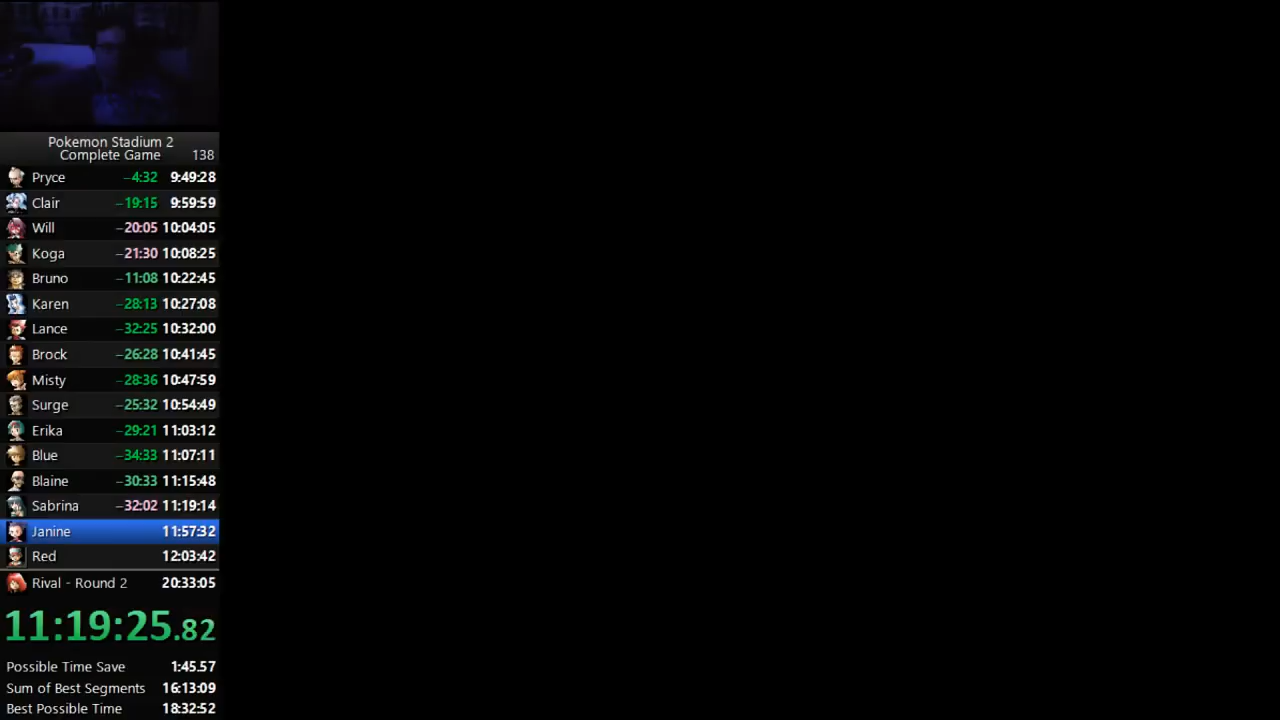 Pokemon Stadium 2
Complete Game 138
Pryce −4:32 9:49:28
Clair −19:15 9:59:59
Will −20:05 10:04:05
Koga −21:30 10:08:25
Bruno −11:08 10:22:45
Karen −28:13 10:27:08
Lance −32:25 10:32:00
Brock −26:28 10:41:45
Misty −28:36 10:47:59
Surge −25:32 10:54:49
Erika −29:21 11:03:12
Blue −34:33 11:07:11
Blaine −30:33 11:15:48
Sabrina −32:02 11:19:14
Janine 11:57:32
Red 12:03:42
Rival - Round 2 20:33:05
11:19:25.82
Possible Time Save 1:45.57
Sum of Best Segments 16:13:09
Best Possible Time 18:32:52